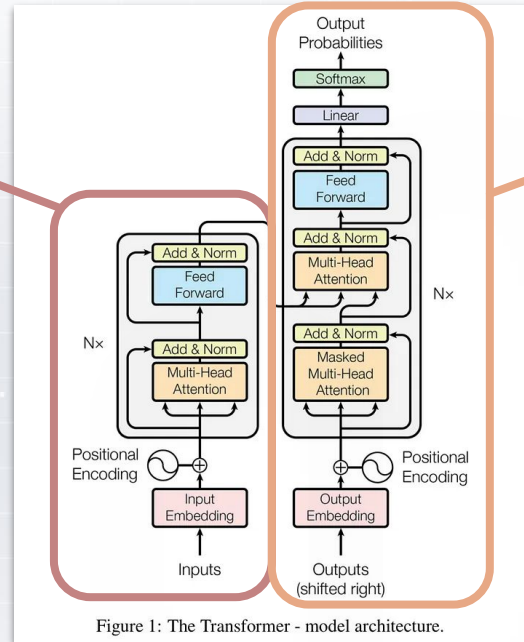 Output
Probabilities
Softmax
Linear
Add & Norm
Feed
Forward
Add & Norm
Multi-Head
Attention
Add & Norm
Masked
Multi-Head
Attention
N×
Positional
Encoding
Output
Embedding
Outputs
(shifted right)
Add & Norm
Feed
Forward
Add & Norm
Multi-Head
Attention
N×
Positional
Encoding
Input
Embedding
Inputs
Figure 1: The Transformer - model architecture.